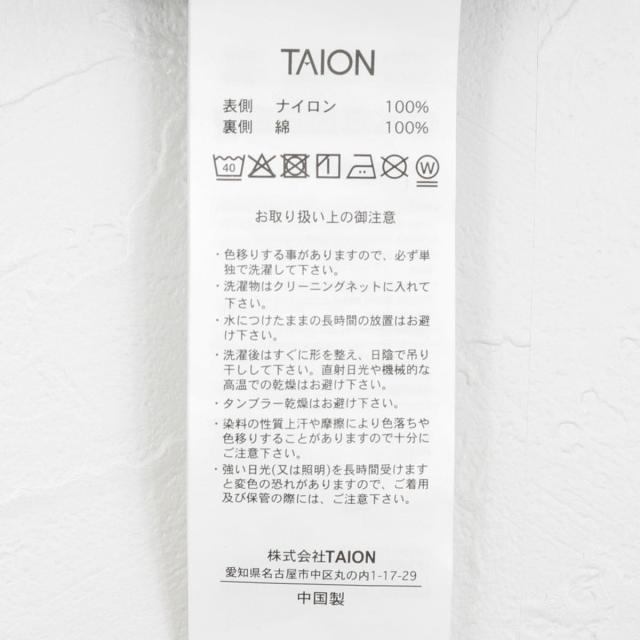 TAION
表側 ナイロン 100%
裏側 綿 100%
40 W
お取り扱い上の御注意
・色移りする事がありますので、必ず単
独で洗濯して下さい。
・洗濯物はクリーニングネットに入れて
下さい。
・水につけたままの長時間の放置はお避
け下さい。
・洗濯後はすぐに形を整え、日陰で吊り
干しして下さい。直射日光や機械的な
高温での乾燥はお避け下さい。
・タンブラー乾燥はお避け下さい。
・染料の性質上汗や摩擦により色落ちや
色移りすることがありますので十分に
ご注意下さい。
・強い日光(又は照明)を長時間受けます
と変色の恐れがありますので、ご着用
及び保管の際には、ご注意下さい。
株式会社TAION
愛知県名古屋市中区丸の内1-17-29
中国製